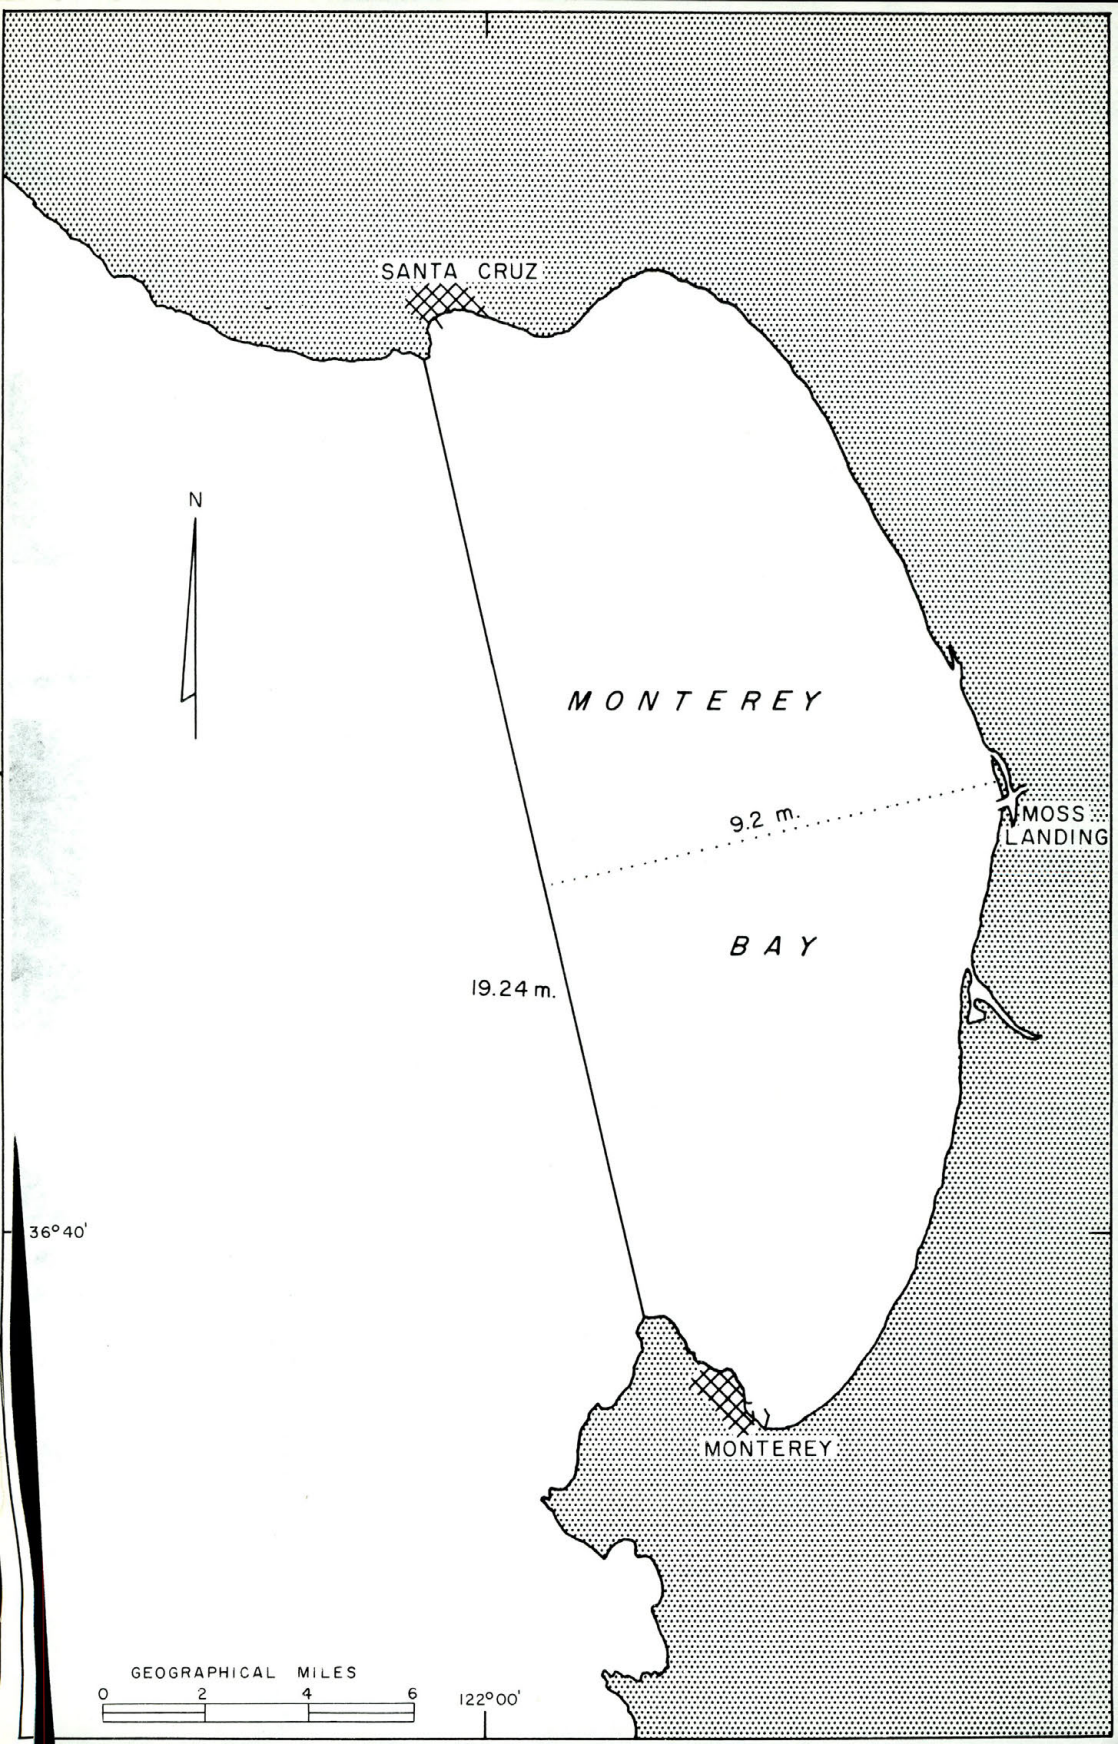 SANTA CRUZ
N
MONTEREY
9.2 m.
MOSS
LANDING
BAY
19.24 m.
36°40'
MONTEREY
GEOGRAPHICAL MILES
0 2 4 6
122°00'